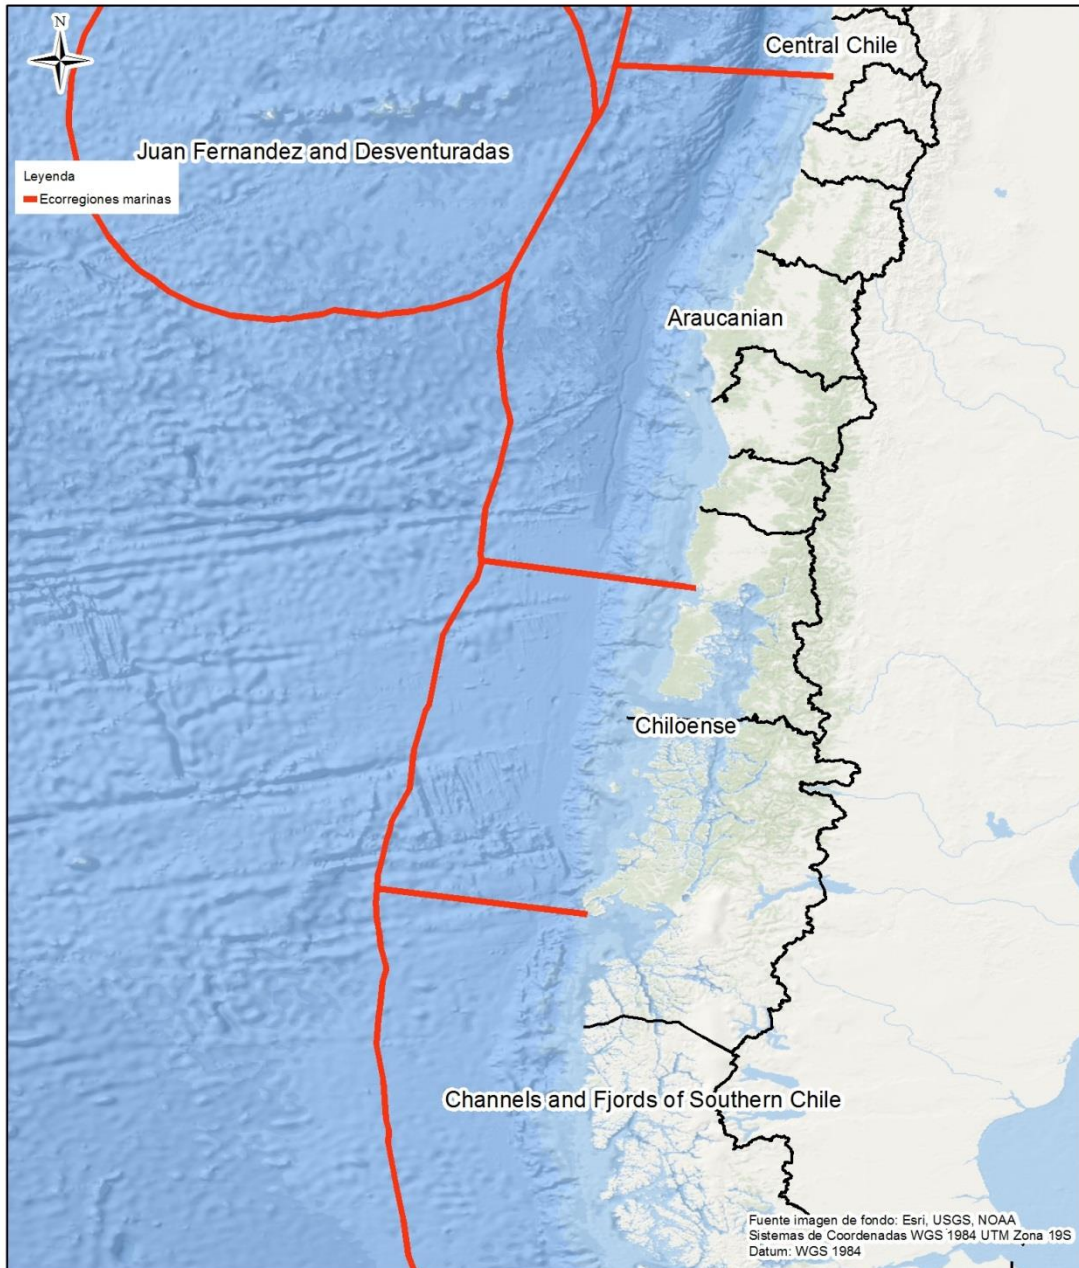 N
Central Chile
Juan Fernandez and Desventuradas
Leyenda
Ecorregiones marinas
Araucanian
Chiloense
Channels and Fjords of Southern Chile
Fuente imagen de fondo: Esri, USGS, NOAA
Sistemas de Coordenadas WGS 1984 UTM Zona 19S
Datum: WGS 1984